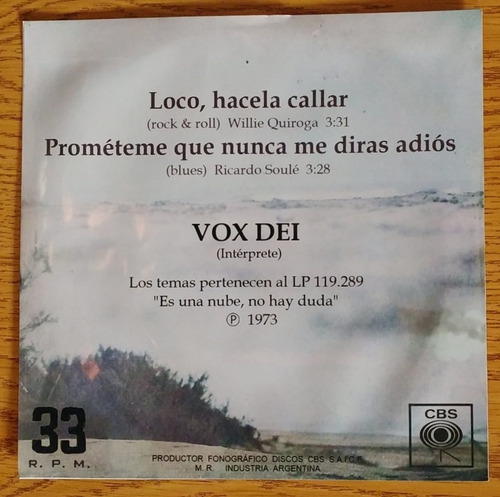 Loco, hacela callar
(rock & roll) Willie Quiroga 3:31
Prométeme que nunca me diras adiós
(blues) Ricardo Soulé 3:28
VOX DEI
(Intérprete)
Los temas pertenecen al LP 119.289
"Es una nube, no hay duda"
Ⓟ 1973
33
R. P. M.
CBS
PRODUCTOR FONOGRÁFICO DISCOS CBS S.A.I.C.F.
M. R. INDUSTRIA ARGENTINA